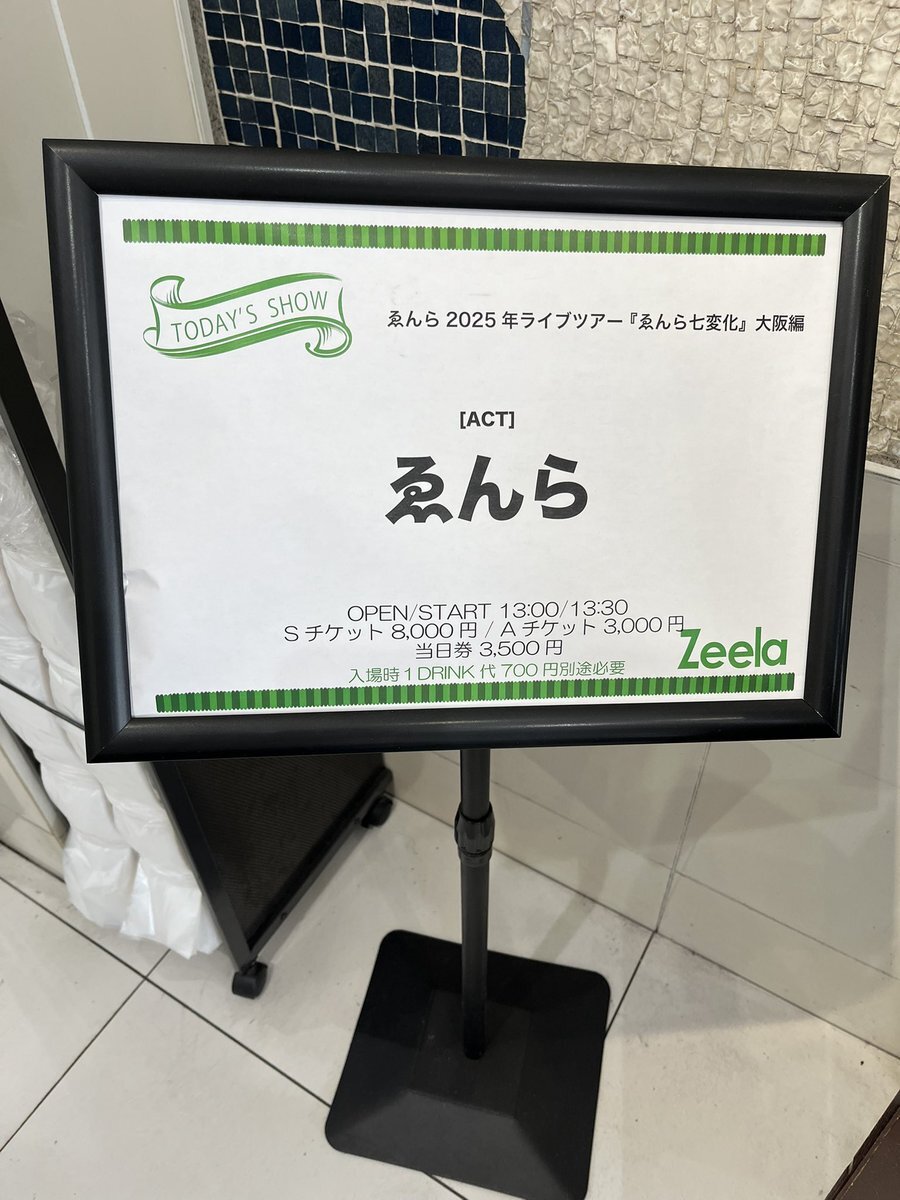 TODAY'S SHOW
ゑんら 2025 年ライブツアー『ゑんら七変化』大阪編
[ACT]
ゑんら
OPEN/START 13:00/13:30
S チケット 8,000 円 / A チケット 3,000 円
当日券 3,500 円
入場時 1 DRINK 代 700 円別途必要
Zeela